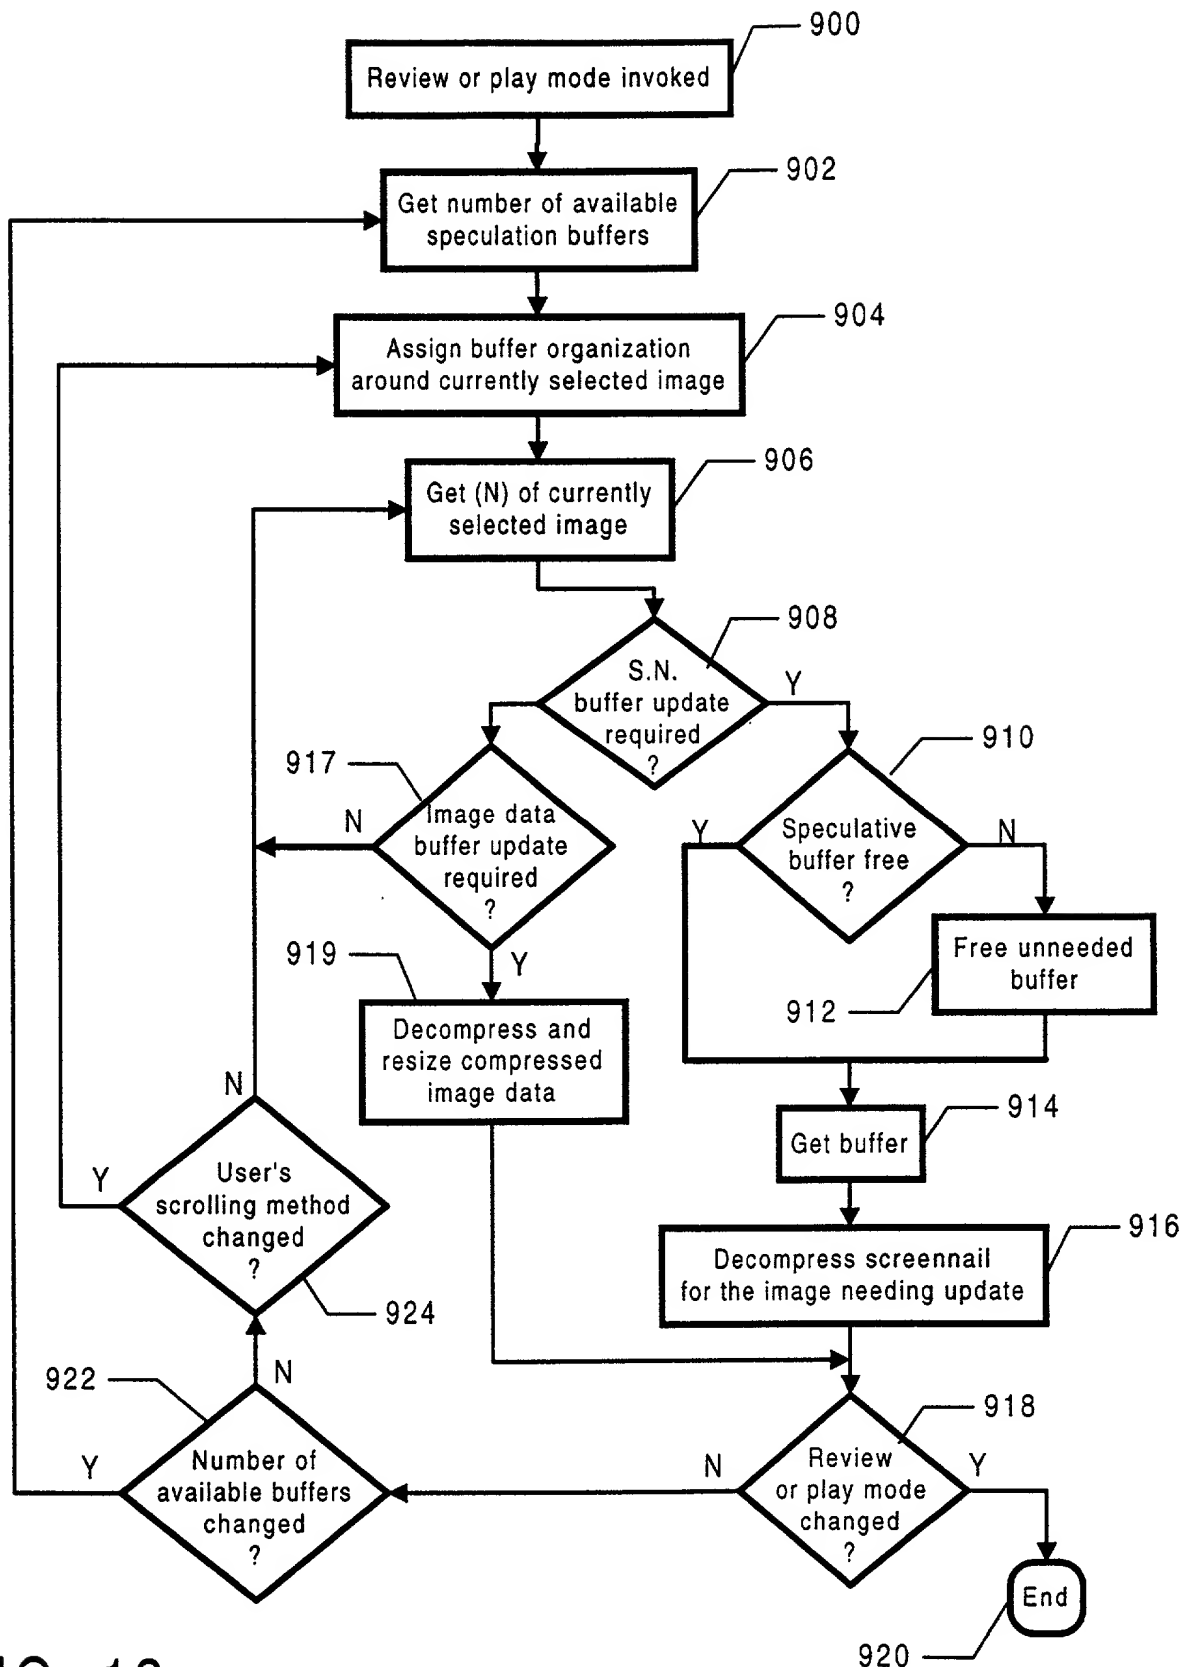 900
Review or play mode invoked
902
Get number of available
speculation buffers
904
Assign buffer organization
around currently selected image
906
Get (N) of currently
selected image
908
S.N.
buffer update
required
?
Y
910
Speculative
buffer free
?
Y
N
917
Image data
buffer update
required
?
N
Y
912
Free unneeded
buffer
919
Decompress and
resize compressed
image data
914
Get buffer
916
Decompress screennail
for the image needing update
N
Y
User's
scrolling method
changed
?
924
922
N
Y
Number of
available buffers
changed
?
918
N
Y
Review
or play mode
changed
?
End
920